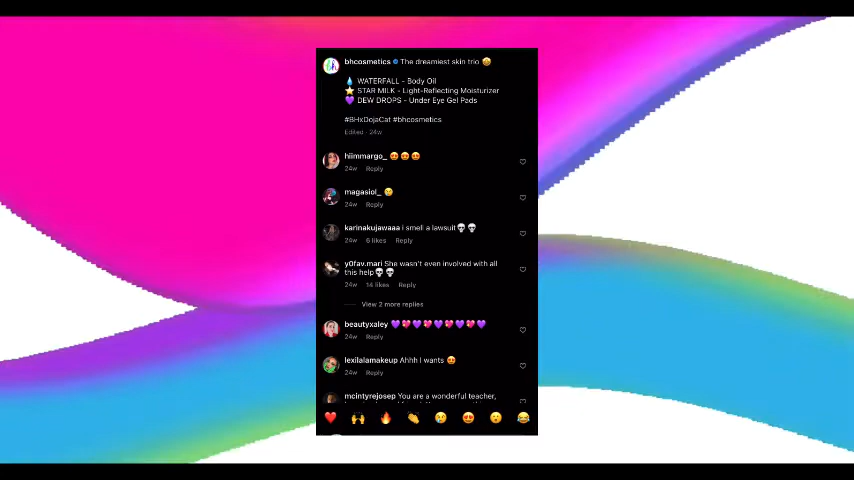 bhcosmetics The dreamiest skin trio 🤩
💧 WATERFALL - Body Oil
⭐ STAR MILK - Light-Reflecting Moisturizer
💜 DEW DROPS - Under Eye Gel Pads
#BHxDojaCat #bhcosmetics
Edited · 24w
hiimmargo_ 😍😍😍
24w Reply
magasiol_
24w Reply
karinakujawaaa i smell a lawsuit💀💀
24w 6 likes Reply
y0fav.mari She wasn't even involved with all
this help💀💀
24w 14 likes Reply
View 2 more replies
beautyxaley 💜💖💜💖💜💖💜💖💜
24w Reply
lexilalamakeup Ahhh I wants 😍
24w Reply
mcintyrejosep You are a wonderful teacher,